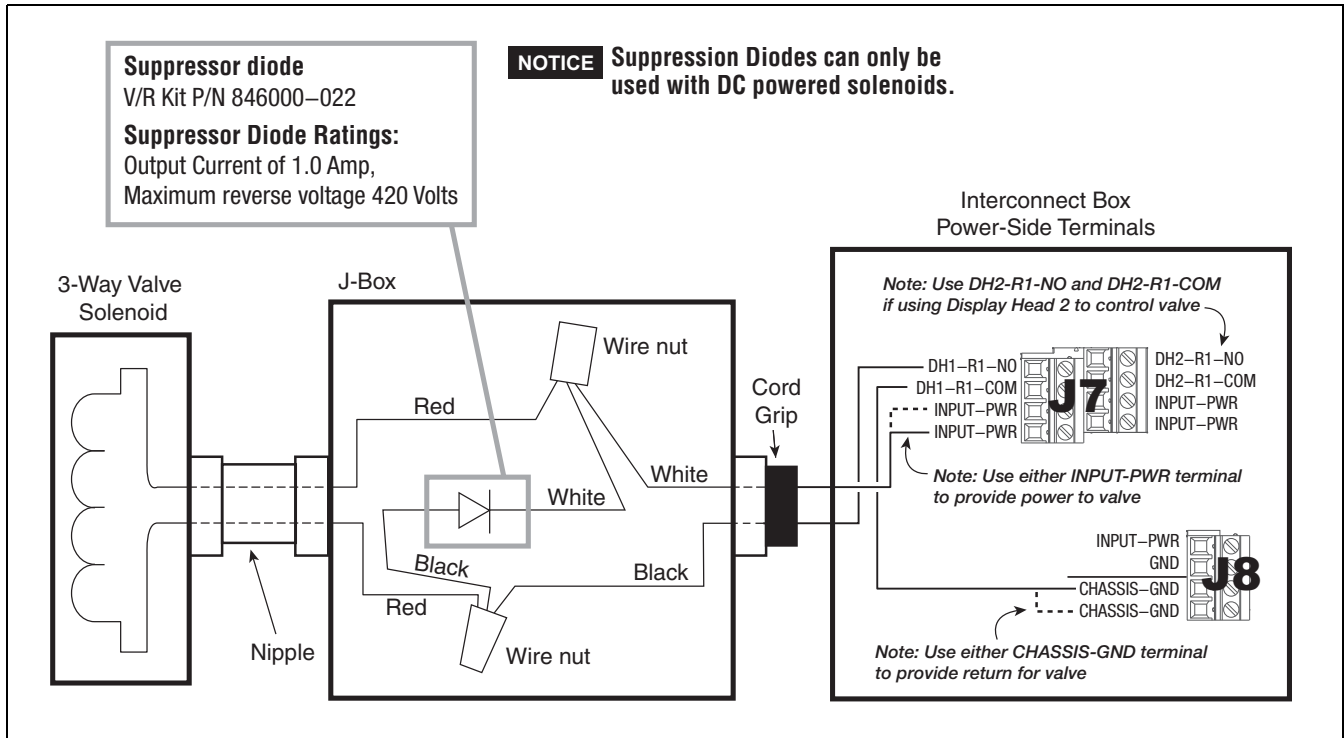 Suppressor diode
V/R Kit P/N 846000–022
Suppressor Diode Ratings:
Output Current of 1.0 Amp,
Maximum reverse voltage 420 Volts
NOTICE Suppression Diodes can only be
used with DC powered solenoids.
3-Way Valve
Solenoid
J-Box
Wire nut
Red
White
White
Black
Black
Red
Wire nut
Nipple
Cord
Grip
Interconnect Box
Power-Side Terminals
Note: Use DH2-R1-NO and DH2-R1-COM
if using Display Head 2 to control valve
DH1–R1–NO
DH1–R1–COM
INPUT–PWR
INPUT–PWR
J7
DH2–R1–NO
DH2–R1–COM
INPUT–PWR
INPUT–PWR
Note: Use either INPUT-PWR terminal
to provide power to valve
INPUT–PWR
GND
CHASSIS–GND
CHASSIS–GND
J8
Note: Use either CHASSIS-GND terminal
to provide return for valve